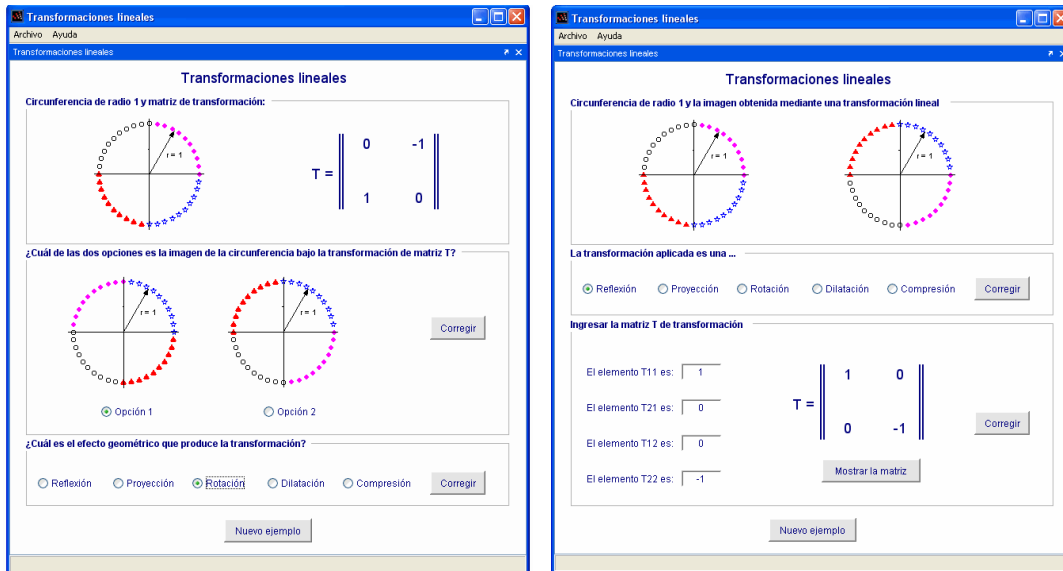 Transformaciones lineales
Archivo Ayuda
Transformaciones lineales
Transformaciones lineales
Circunferencia de radio 1 y matriz de transformación:
r = 1
T =
0 -1
1 0
¿Cuál de las dos opciones es la imagen de la circunferencia bajo la transformación de matriz T?
r = 1
r = 1
Corregir
Opción 1
Opción 2
¿Cuál es el efecto geométrico que produce la transformación?
Reflexión Proyección Rotación Dilatación Compresión Corregir
Nuevo ejemplo
Transformaciones lineales
Archivo Ayuda
Transformaciones lineales
Transformaciones lineales
Circunferencia de radio 1 y la imagen obtenida mediante una transformación lineal
r = 1
r = 1
La transformación aplicada es una ...
Reflexión Proyección Rotación Dilatación Compresión Corregir
Ingresar la matriz T de transformación
El elemento T11 es: 1
El elemento T21 es: 0
El elemento T12 es: 0
El elemento T22 es: -1
T =
1 0
0 -1
Corregir
Mostrar la matriz
Nuevo ejemplo